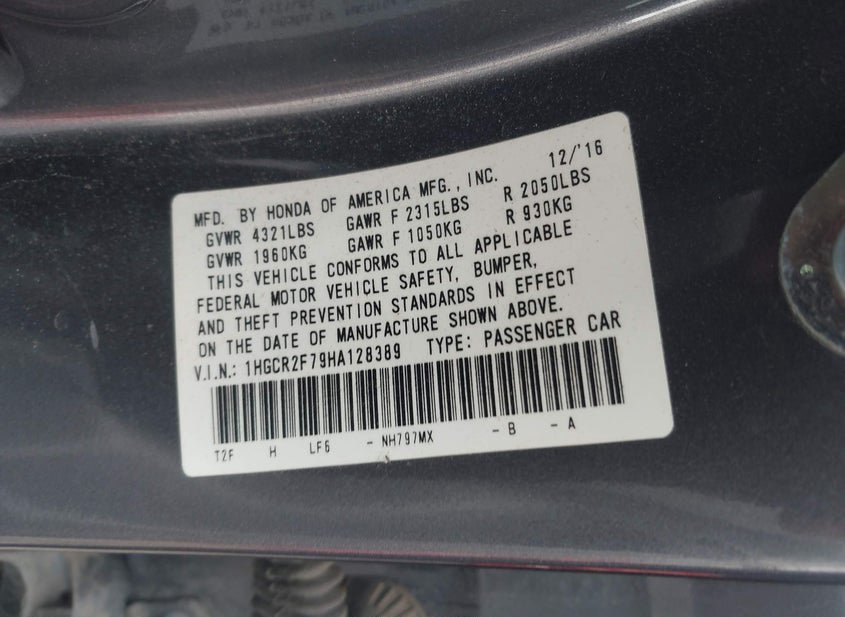 12/'16
MFD. BY HONDA OF AMERICA MFG., INC.
GVWR 4321LBS GAWR F 2315LBS R 2050LBS
GVWR 1960KG GAWR F 1050KG R 930KG
THIS VEHICLE CONFORMS TO ALL APPLICABLE
FEDERAL MOTOR VEHICLE SAFETY, BUMPER,
AND THEFT PREVENTION STANDARDS IN EFFECT
ON THE DATE OF MANUFACTURE SHOWN ABOVE.
V.I.N.: 1HGCR2F79HA128389 TYPE: PASSENGER CAR
T2F H LF6 - NH797MX - B - A